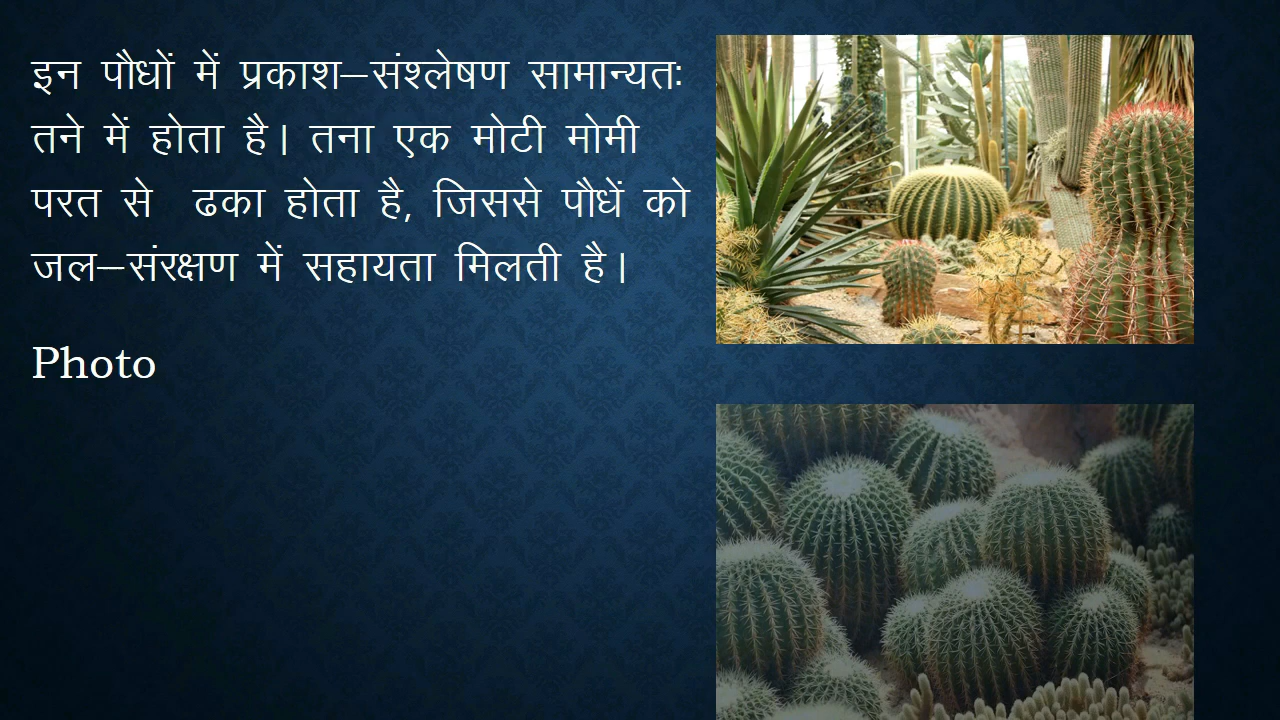 इन पौधों में प्रकाश–संश्लेषण सामान्यतः
तने में होता है। तना एक मोटी मोमी
परत से ढका होता है, जिससे पौधें को
जल–संरक्षण में सहायता मिलती है।
Photo